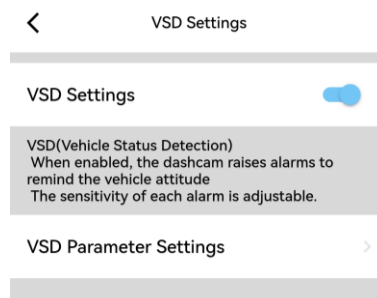 VSD Settings
VSD Settings
VSD(Vehicle Status Detection)
When enabled, the dashcam raises alarms to
remind the vehicle attitude
The sensitivity of each alarm is adjustable.
VSD Parameter Settings